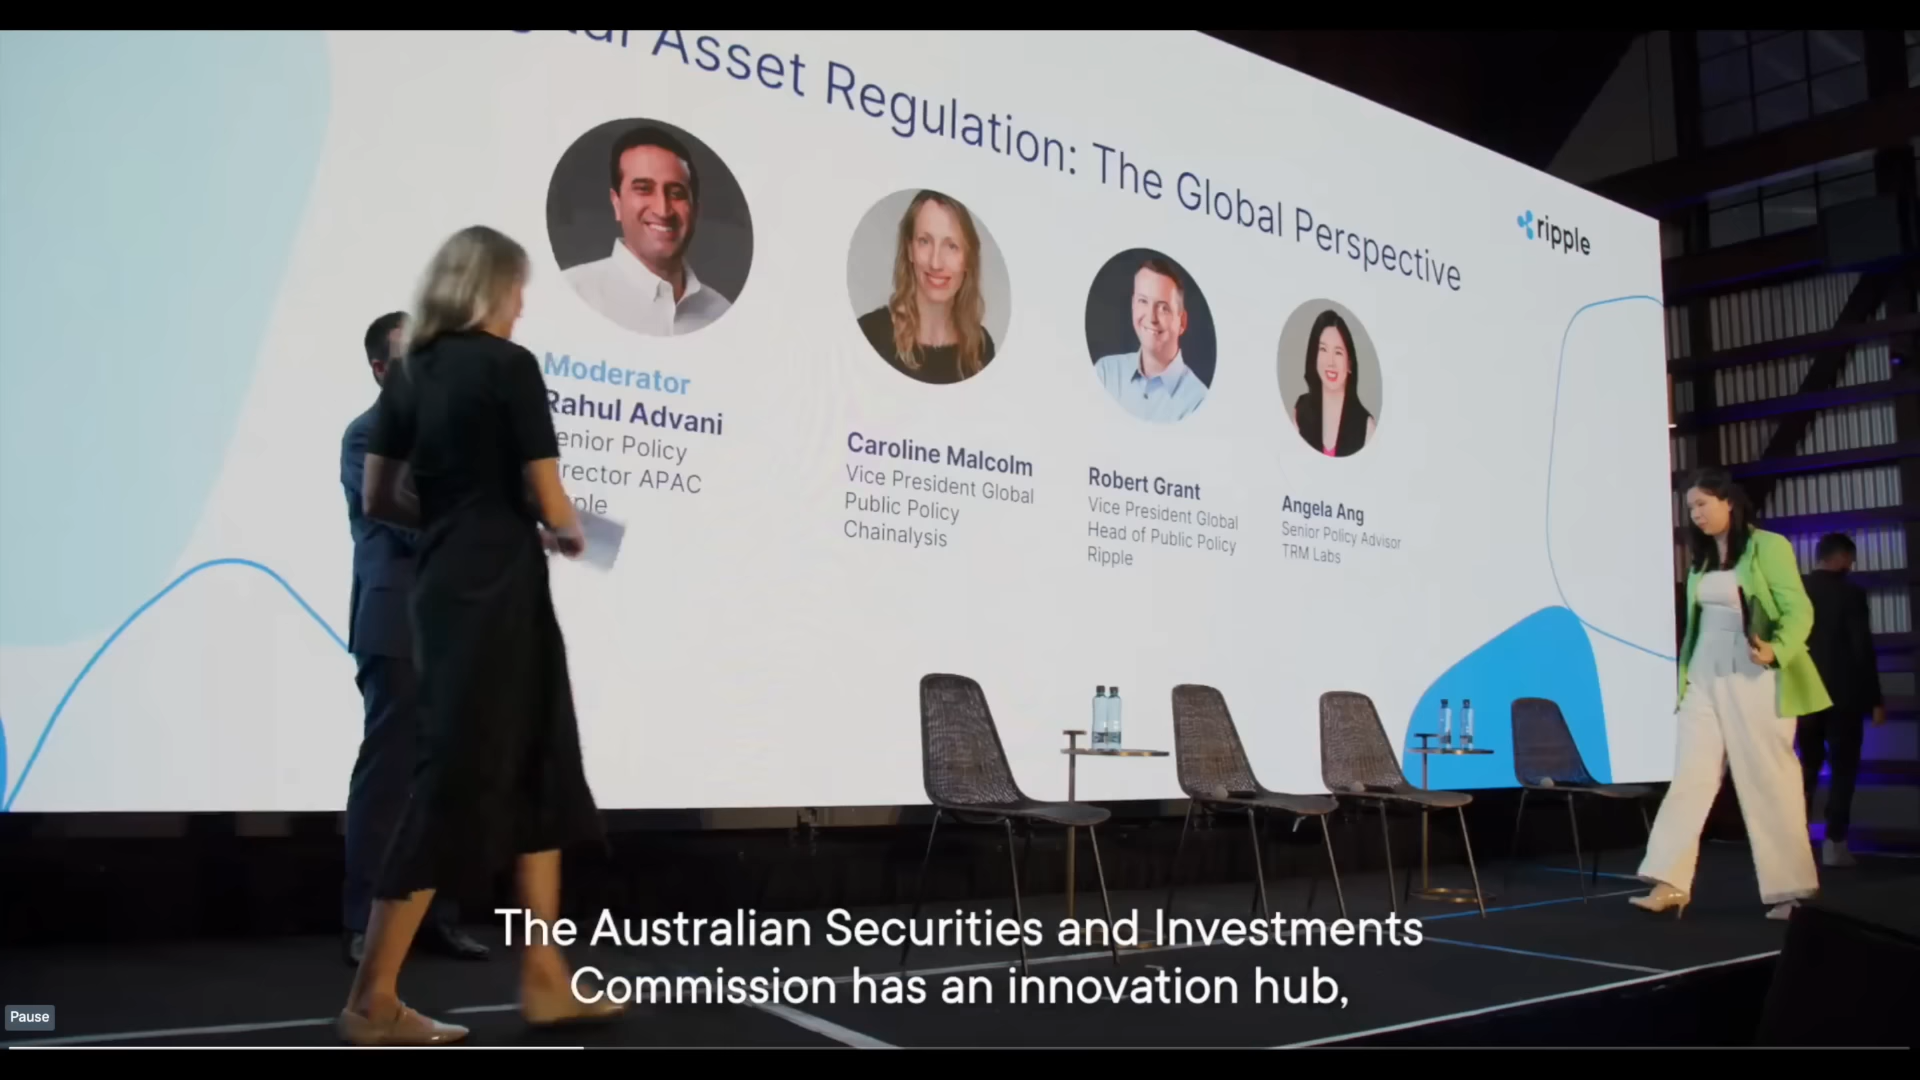 Asset Regulation: The Global Perspective
ripple
Moderator
Rahul Advani
enior Policy
irector APAC
ple
Caroline Malcolm
Vice President Global
Public Policy
Chainalysis
Robert Grant
Vice President Global
Head of Public Policy
Ripple
Angela Ang
Senior Policy Advisor
TRM Labs
The Australian Securities and Investments
Commission has an innovation hub,
Pause